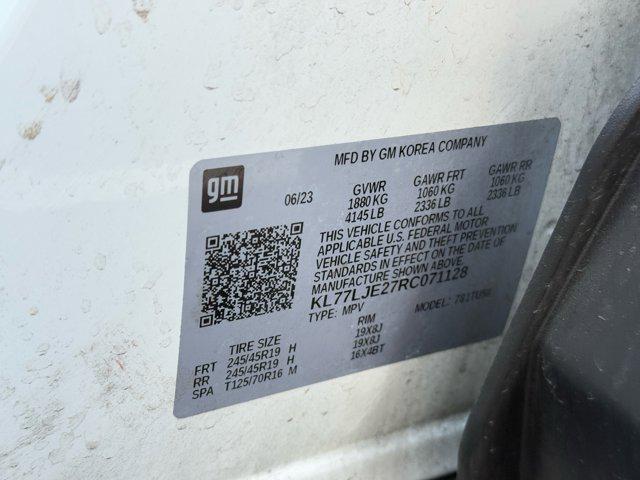 gm
MFD BY GM KOREA COMPANY
06/23
GVWR
1880 KG
4145 LB
GAWR FRT
1060 KG
2336 LB
GAWR RR
1060 KG
2336 LB
THIS VEHICLE CONFORMS TO ALL
APPLICABLE U.S. FEDERAL MOTOR
VEHICLE SAFETY AND THEFT PREVENTION
STANDARDS IN EFFECT ON THE DATE OF
MANUFACTURE SHOWN ABOVE.
KL77LJE27RC071128
TYPE: MPV
MODEL:
TIRE SIZE
RIM
FRT 245/45R19 H 19X8J
RR 245/45R19 H 19X8J
SPA T125/70R16 M 16X4BT